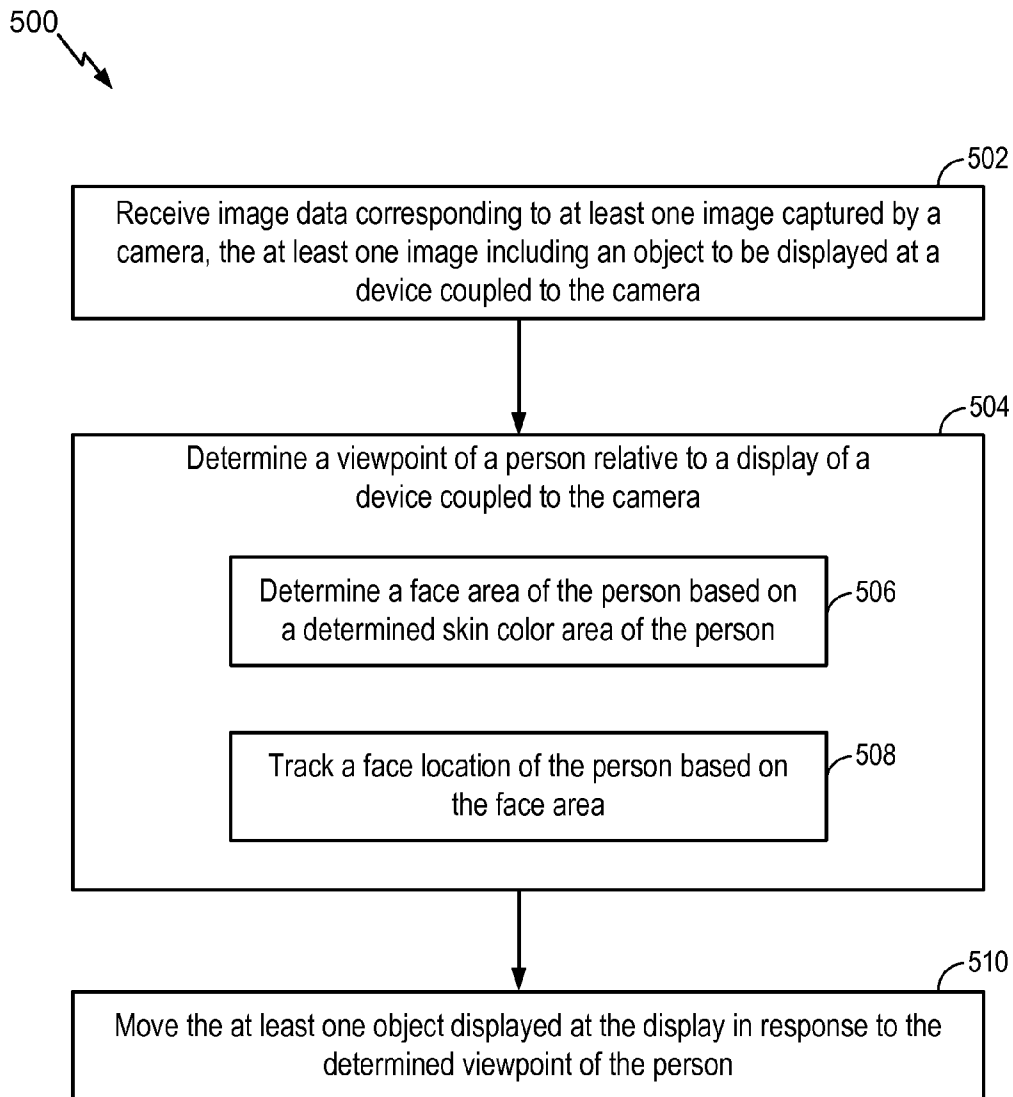 500
502
Receive image data corresponding to at least one image captured by a
camera, the at least one image including an object to be displayed at a
device coupled to the camera
504
Determine a viewpoint of a person relative to a display of a
device coupled to the camera
Determine a face area of the person based on
a determined skin color area of the person
506
Track a face location of the person based on
the face area
508
510
Move the at least one object displayed at the display in response to the
determined viewpoint of the person